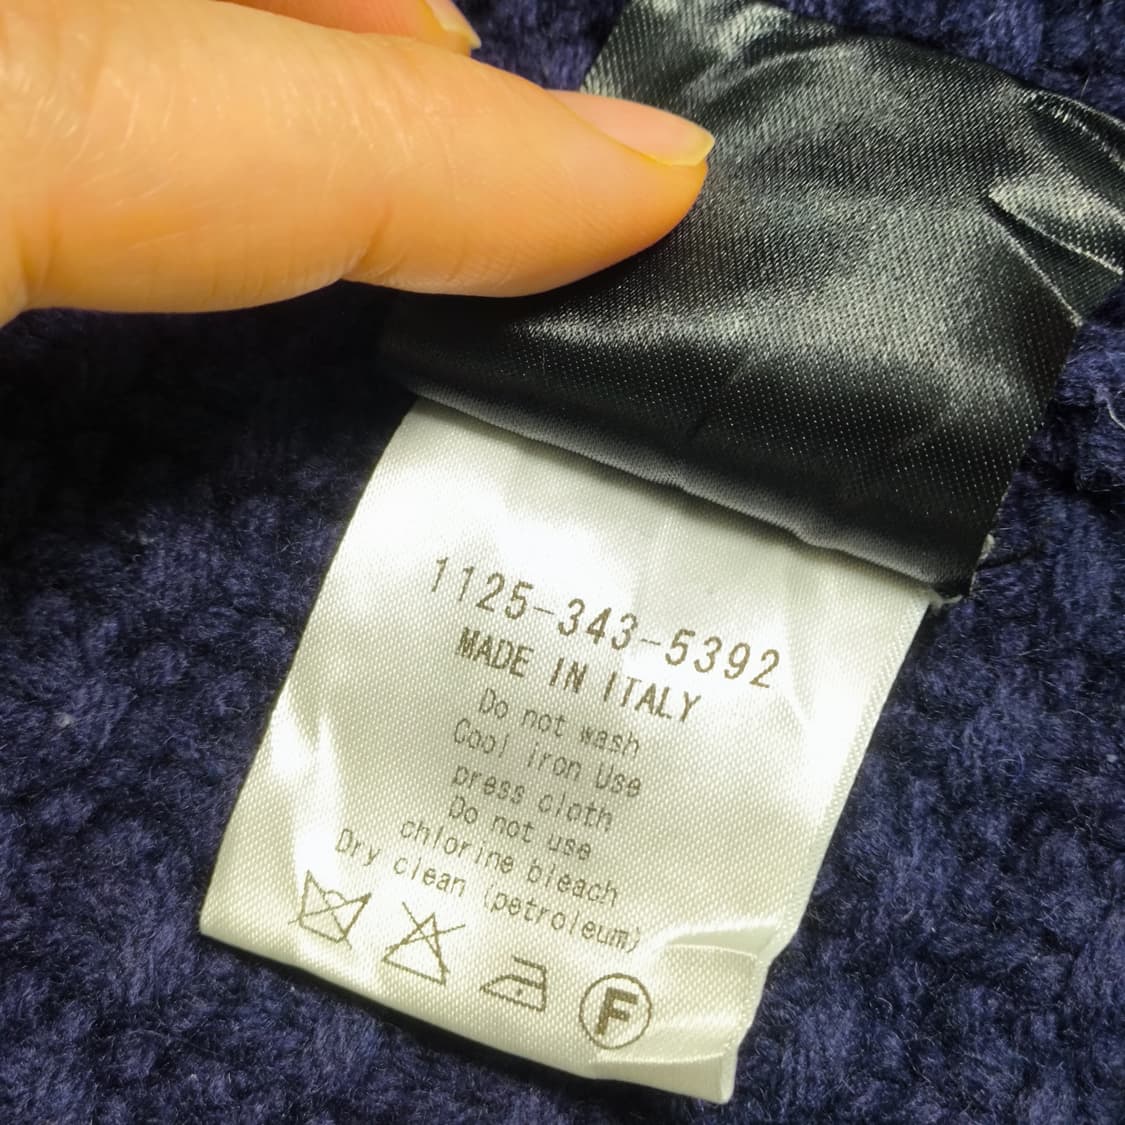 1125-343-5392
MADE IN ITALY
Do not wash
Cool iron Use
press cloth
Do not use
chlorine bleach
Dry clean (petroleum)
F